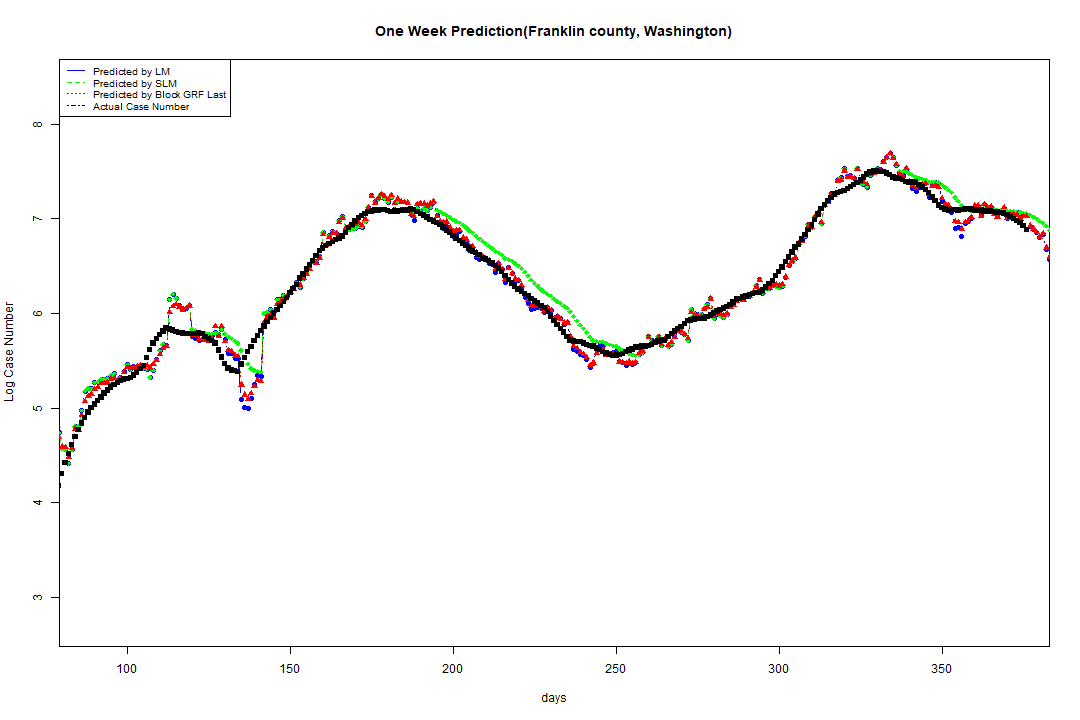 One Week Prediction(Franklin county, Washington)
Predicted by LM
Predicted by SLM
Predicted by Block GRF Last
Actual Case Number
8
7
6
5
4
3
Log Case Number
100 150 200 250 300 350
days